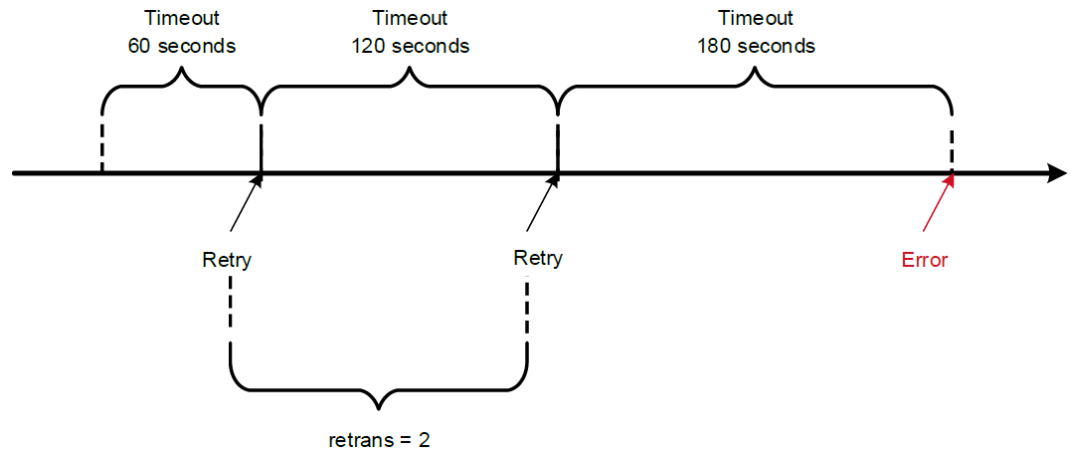 Timeout
60 seconds
Timeout
120 seconds
Timeout
180 seconds
Retry
Retry
Error
retrans = 2